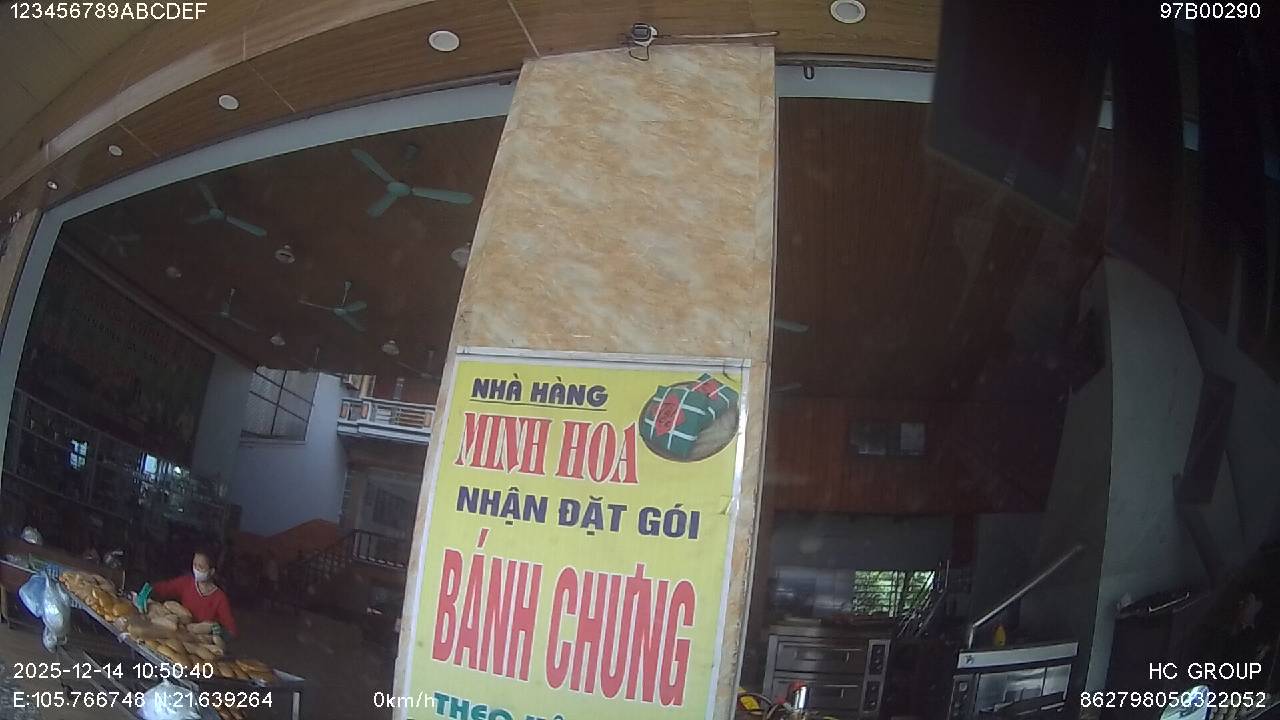 123456789ABCDEF
97B00290
NHÀ HÀNG
MINH HOA
NHẬN ĐẶT GÓI
BÁNH CHƯNG
THEO
2025-12-14 10:50:40
HC GROUP
E:105.766748 N:21.639264
0km/h
862798050322052